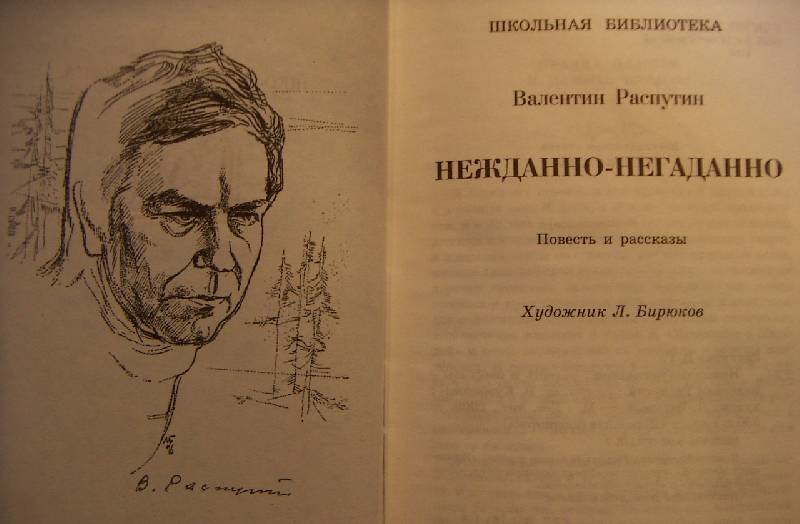 В. Распутин
ШКОЛЬНАЯ БИБЛИОТЕКА
Валентин Распутин
НЕЖДАННО-НЕГАДАННО
Повесть и рассказы
Художник Л. Бирюков